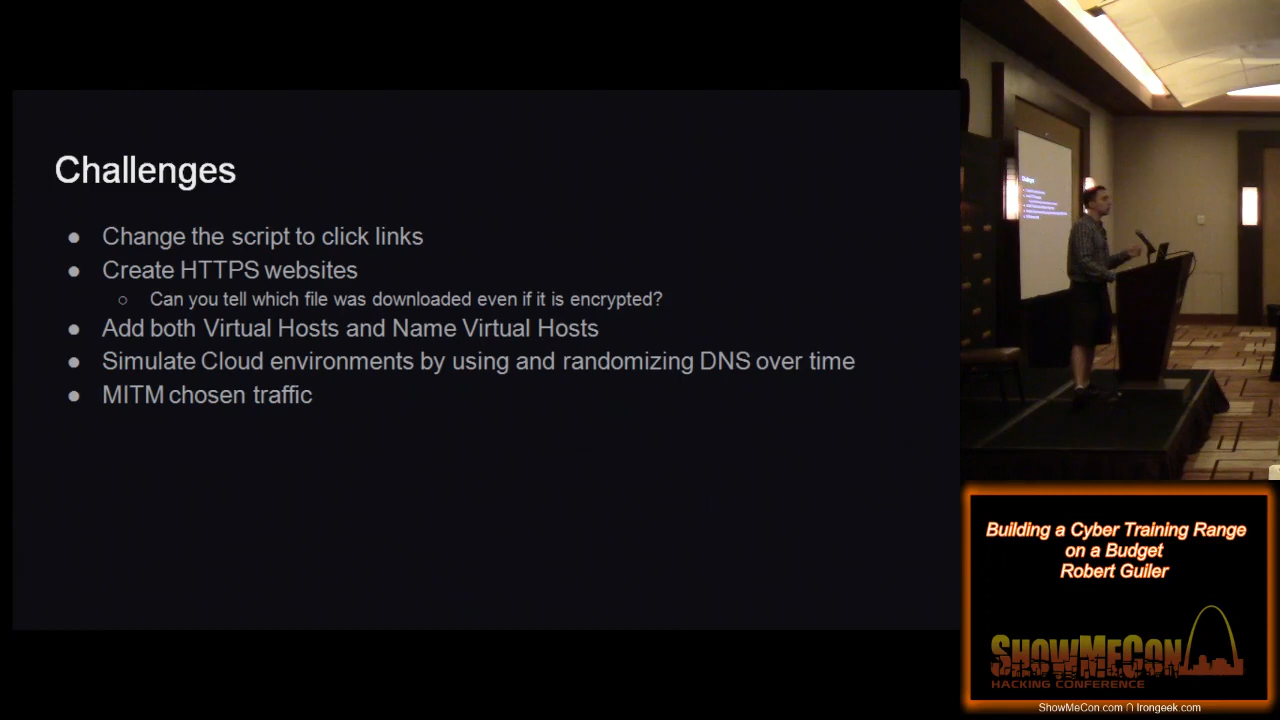 Challenges
● Change the script to click links
● Create HTTPS websites
○ Can you tell which file was downloaded even if it is encrypted?
● Add both Virtual Hosts and Name Virtual Hosts
● Simulate Cloud environments by using and randomizing DNS over time
● MITM chosen traffic
Building a Cyber Training Range
on a Budget
Robert Guiler
SHOWMECON
HACKING CONFERENCE
ShowMeCon.com ∩ Irongeek.com